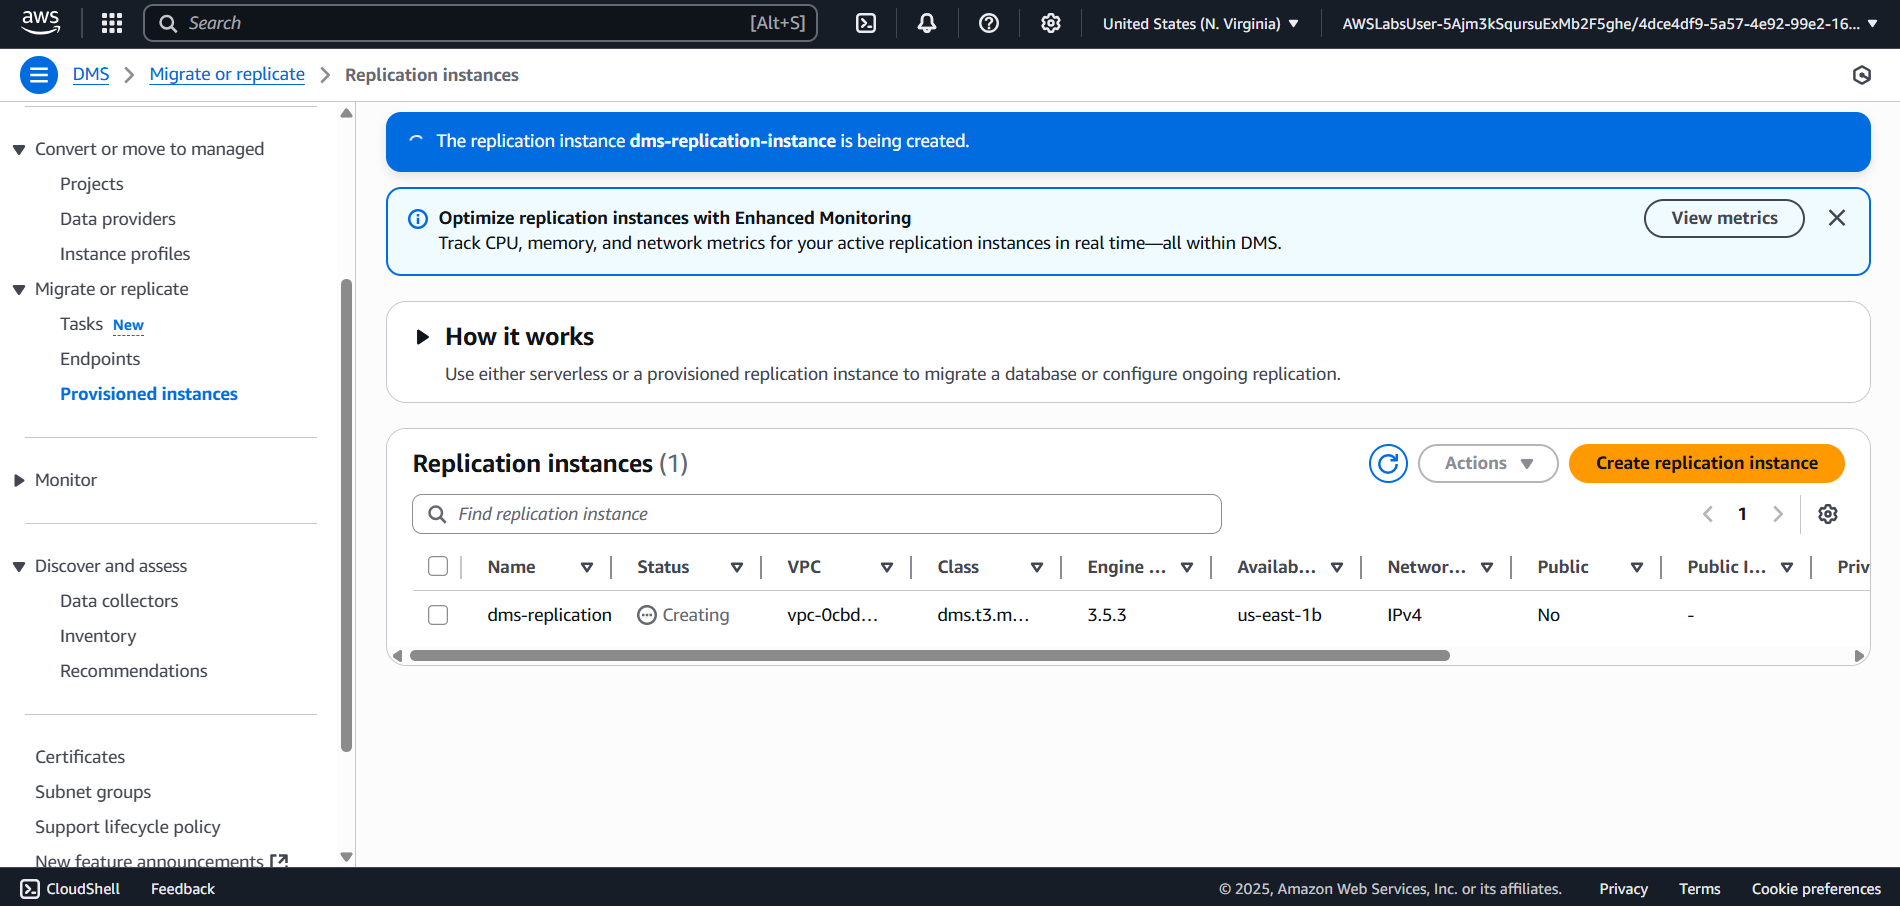 aws
Search [Alt+S] United States (N. Virginia) AWSLabsUser-5Ajm3kSqursuExMb2F5ghe/4dce4df9-5a57-4e92-99e2-16...
DMS Migrate or replicate Replication instances
Convert or move to managed
Projects
Data providers
Instance profiles
Migrate or replicate
Tasks New
Endpoints
Provisioned instances
Monitor
Discover and assess
Data collectors
Inventory
Recommendations
Certificates
Subnet groups
Support lifecycle policy
New feature announcements
The replication instance dms-replication-instance is being created.
Optimize replication instances with Enhanced Monitoring
Track CPU, memory, and network metrics for your active replication instances in real time—all within DMS.
View metrics
How it works
Use either serverless or a provisioned replication instance to migrate a database or configure ongoing replication.
Replication instances (1)
Actions
Create replication instance
Find replication instance
1
Name Status VPC Class Engine ... Availab... Networ... Public Public I... Priv
dms-replication Creating vpc-0cbd... dms.t3.m... 3.5.3 us-east-1b IPv4 No -
CloudShell Feedback © 2025, Amazon Web Services, Inc. or its affiliates. Privacy Terms Cookie preferences